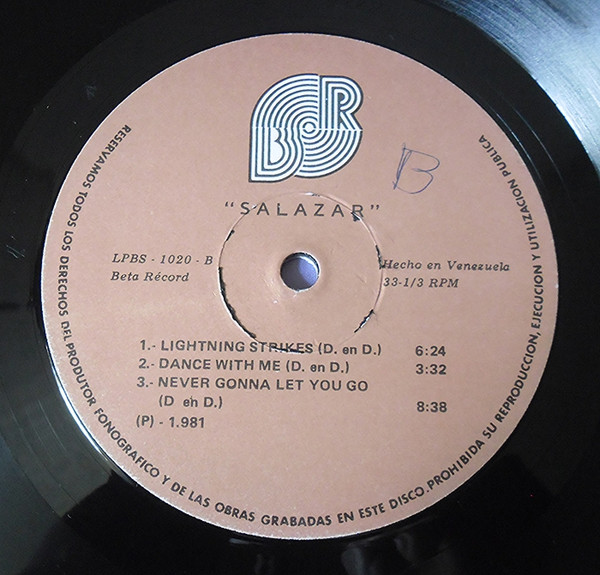 B R
B
"SALAZAR"
LPBS - 1020 - B
Beta Récord
Hecho en Venezuela
33-1/3 RPM
1.- LIGHTNING STRIKES (D. en D.) 6:24
2.- DANCE WITH ME (D. en D.) 3:32
3.- NEVER GONNA LET YOU GO
(D en D.) 8:38
(P) - 1.981
RESERVAMOS TODOS LOS DERECHOS DEL PRODUTOR FONOGRAFICO Y DE LAS OBRAS GRABADAS EN ESTE DISCO. PROHIBIDA SU REPRODUCCION, EJECUCION Y UTILIZACION PUBLICA